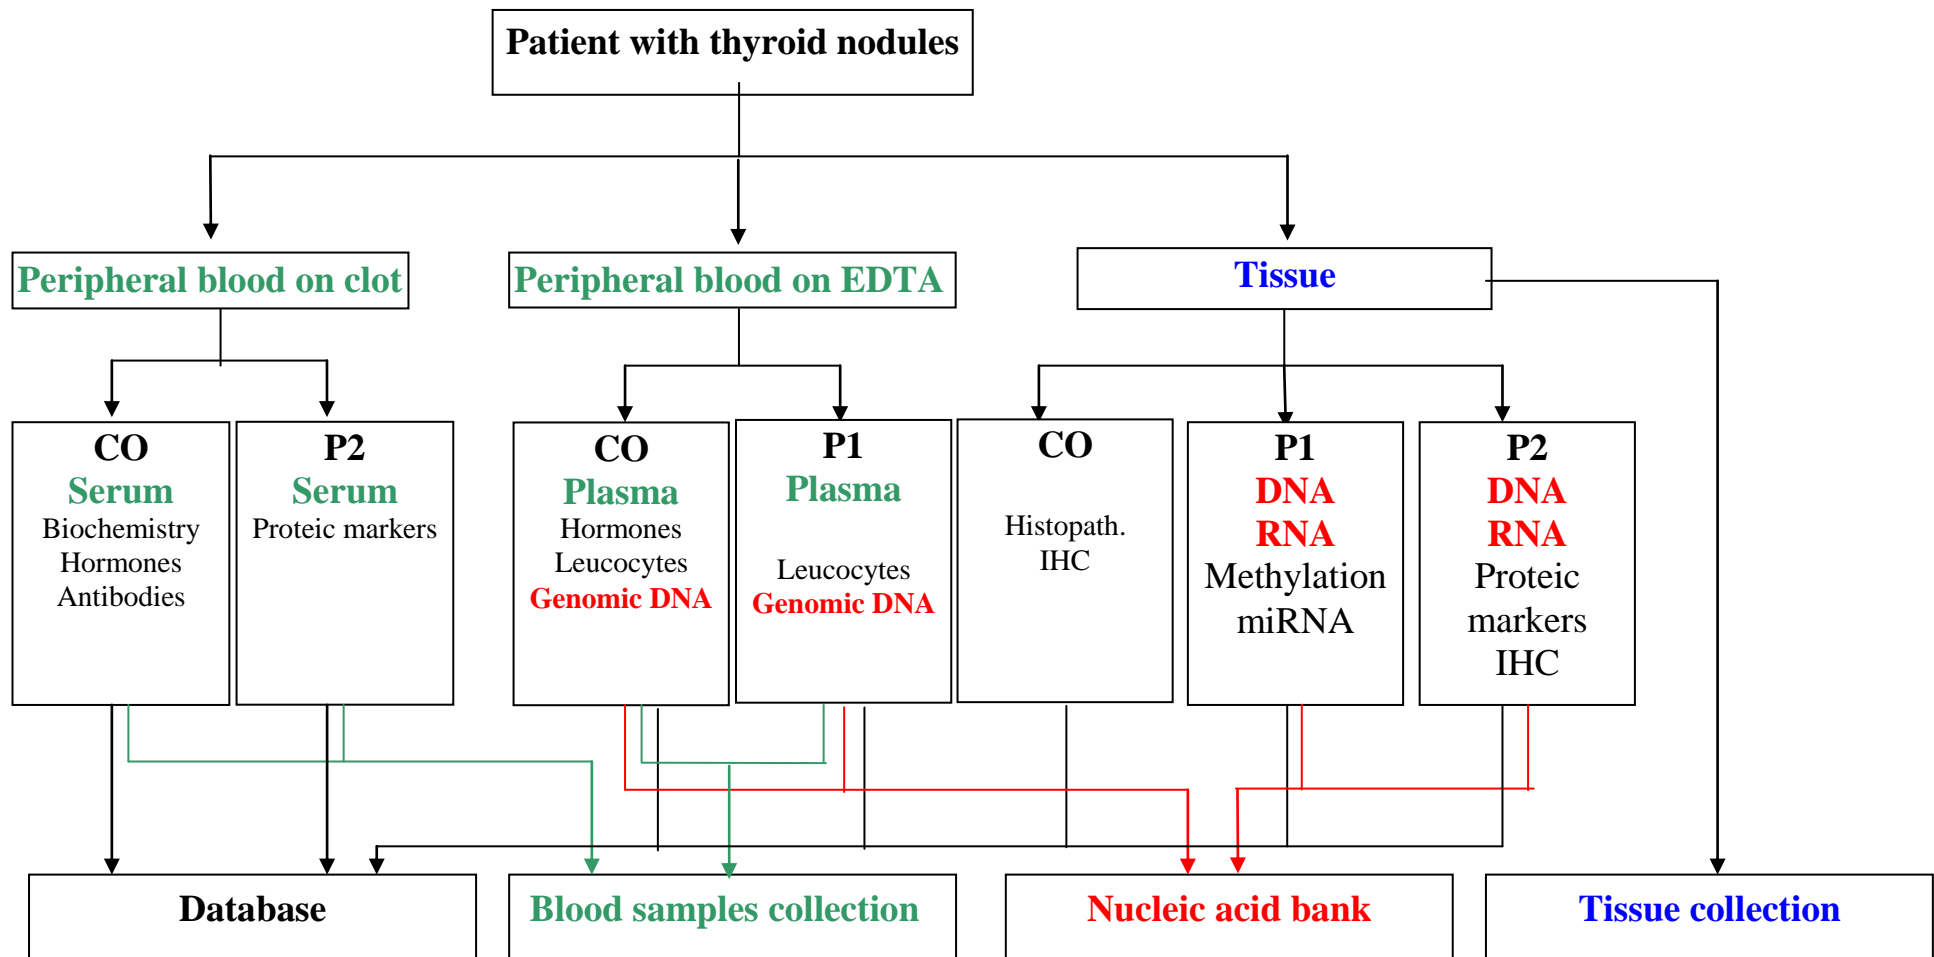 Patient with thyroid nodules
Peripheral blood on clot
Peripheral blood on EDTA
Tissue
CO
Serum
Biochemistry
Hormones
Antibodies
P2
Serum
Proteic markers
CO
Plasma
Hormones
Leucocytes
Genomic DNA
P1
Plasma
Leucocytes
Genomic DNA
CO
Histopath.
IHC
P1
DNA
RNA
Methylation
miRNA
P2
DNA
RNA
Proteic
markers
IHC
Database
Blood samples collection
Nucleic acid bank
Tissue collection